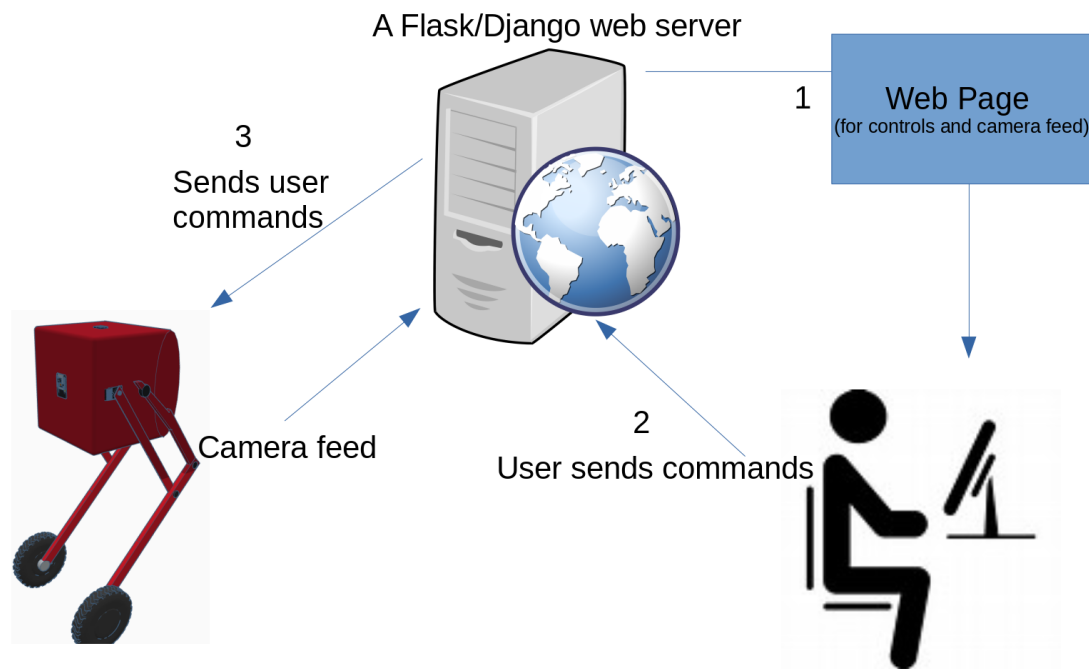 A Flask/Django web server
1
Web Page
(for controls and camera feed)
3
Sends user
commands
Camera feed
2
User sends commands